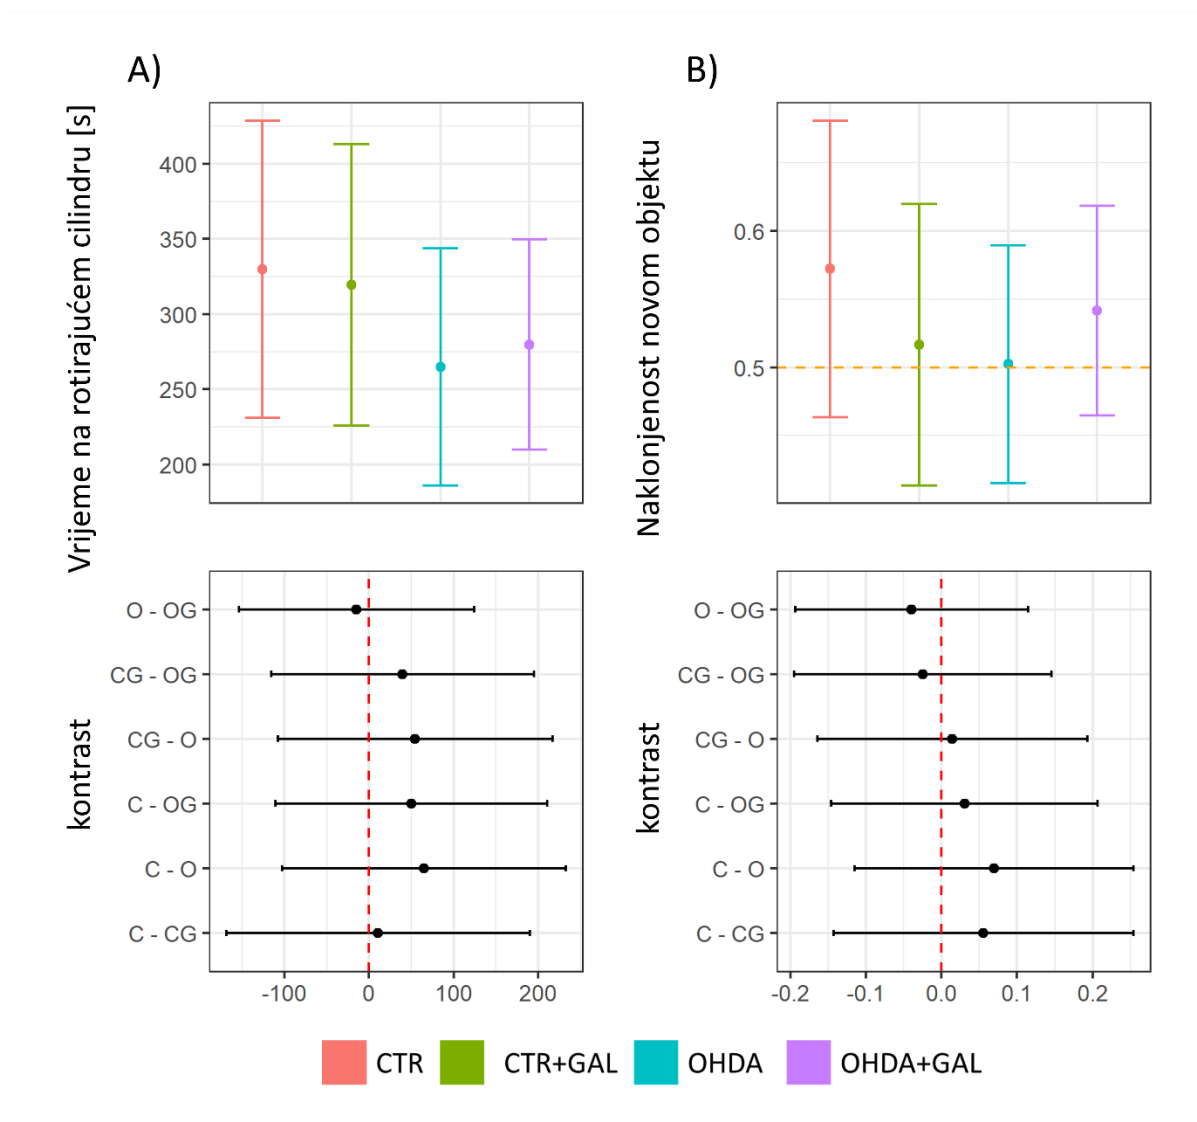 A)
Vrijeme na rotirajućem cilindru [s]
400
350
300
250
200
B)
Naklonjenost novom objektu
0.6
0.5
kontrast
O - OG
CG - OG
CG - O
C - OG
C - O
C - CG
-100 0 100 200
kontrast
O - OG
CG - OG
CG - O
C - OG
C - O
C - CG
-0.2 -0.1 0.0 0.1 0.2
CTR CTR+GAL OHDA OHDA+GAL